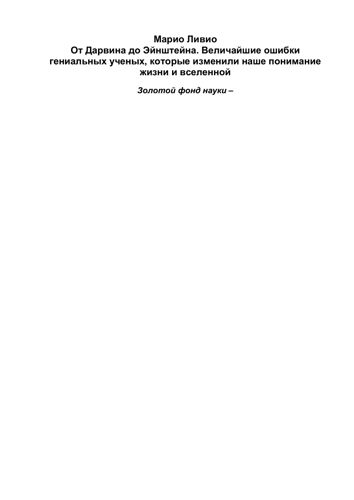 Марио Ливио
От Дарвина до Эйнштейна. Величайшие ошибки
гениальных ученых, которые изменили наше понимание
жизни и вселенной
Золотой фонд науки –